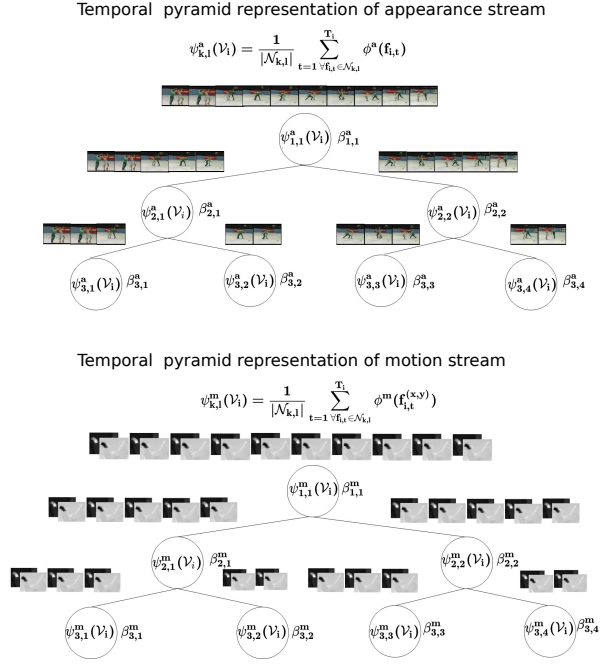 Temporal pyramid representation of appearance stream
ψ^a_{k,l}(𝒱_i) = 1/|𝒩_{k,l}| ∑^{T_i}_{t=1 ∀f_{i,t}∈𝒩_{k,l}} φ^a(f_{i,t})
ψ^a_{1,1}(𝒱_i) β^a_{1,1}
ψ^a_{2,1}(𝒱_i) β^a_{2,1} ψ^a_{2,2}(𝒱_i) β^a_{2,2}
ψ^a_{3,1}(𝒱_i) β^a_{3,1} ψ^a_{3,2}(𝒱_i) β^a_{3,2} ψ^a_{3,3}(𝒱_i) β^a_{3,3} ψ^a_{3,4}(𝒱_i) β^a_{3,4}
Temporal pyramid representation of motion stream
ψ^m_{k,l}(𝒱_i) = 1/|𝒩_{k,l}| ∑^{T_i}_{t=1 ∀f_{i,t}∈𝒩_{k,l}} φ^m(f^{(x,y)}_{i,t})
ψ^m_{1,1}(𝒱_i) β^m_{1,1}
ψ^m_{2,1}(𝒱_i) β^m_{2,1} ψ^m_{2,2}(𝒱_i) β^m_{2,2}
ψ^m_{3,1}(𝒱_i) β^m_{3,1} ψ^m_{3,2}(𝒱_i) β^m_{3,2} ψ^m_{3,3}(𝒱_i) β^m_{3,3} ψ^m_{3,4}(𝒱_i) β^m_{3,4}